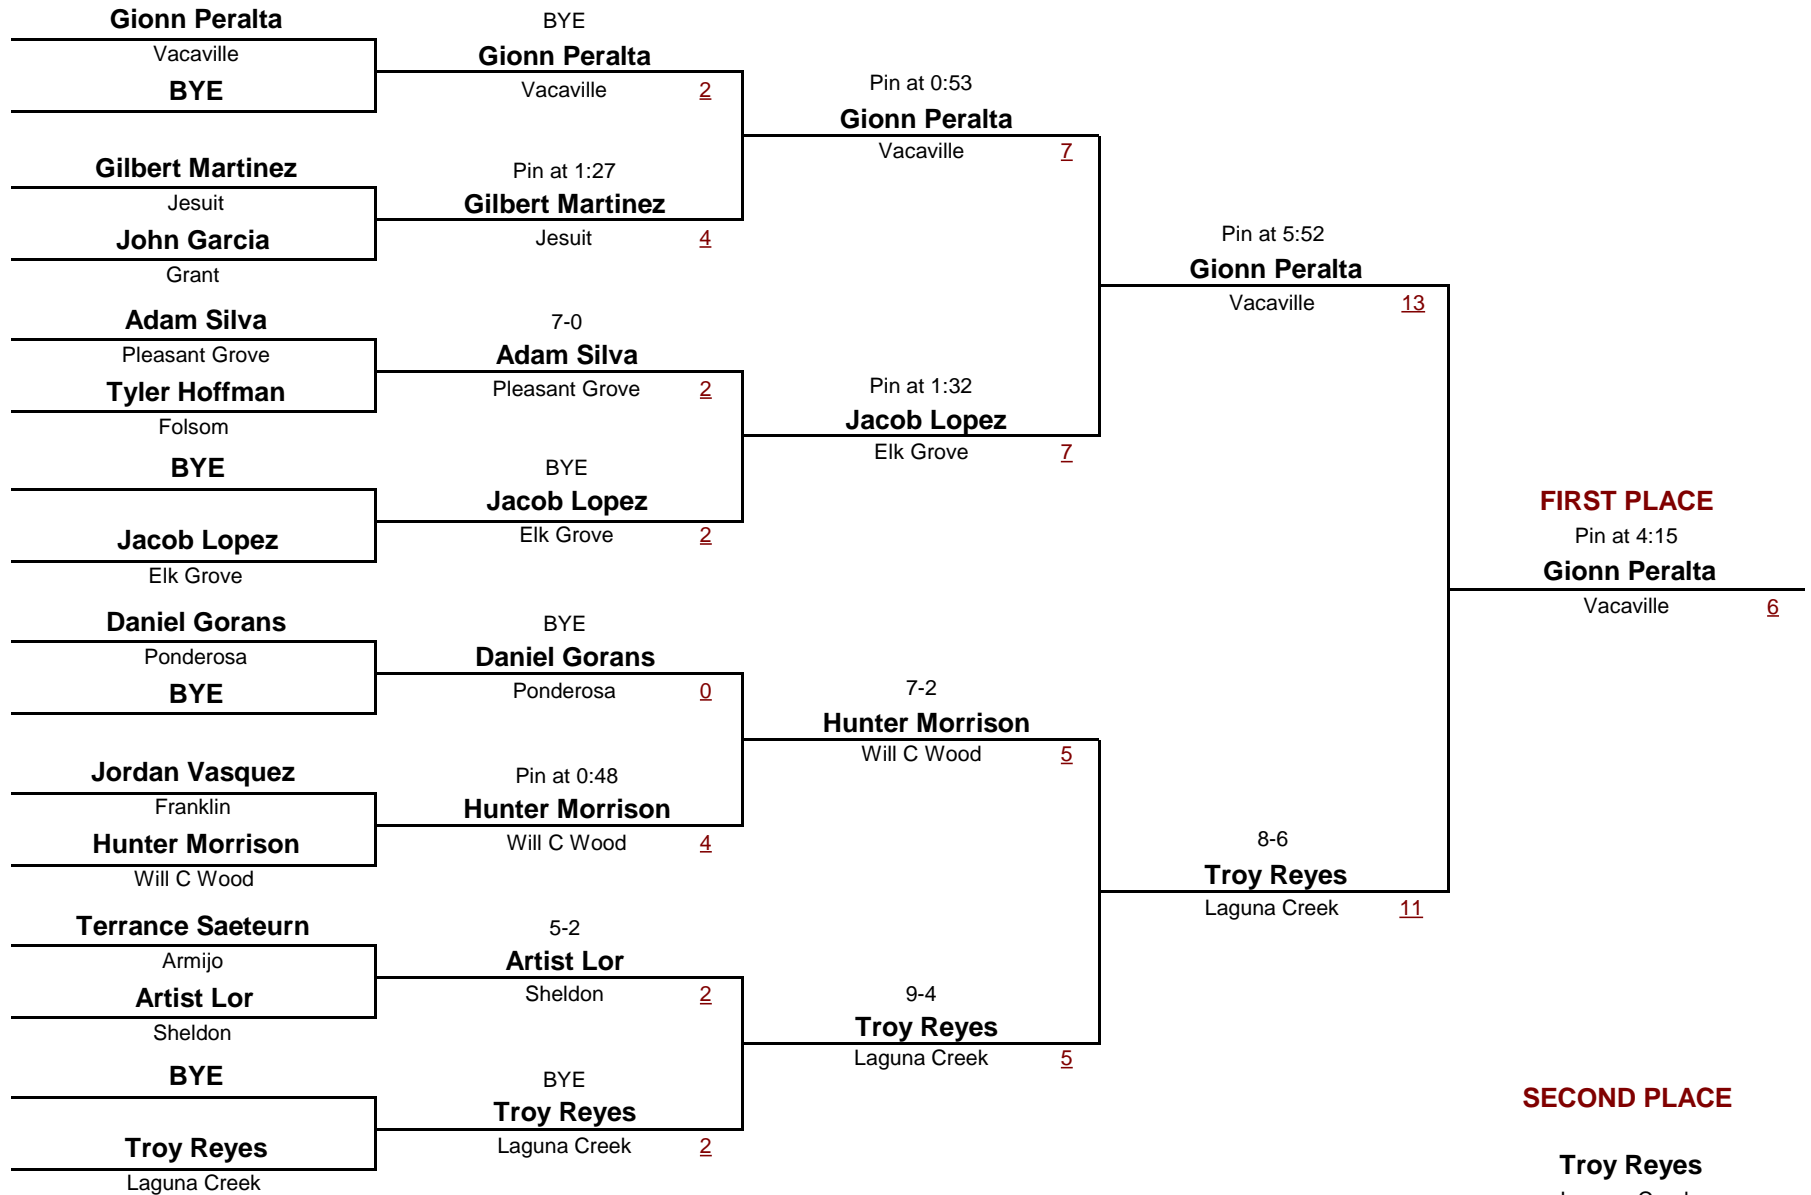 Gionn Peralta
Vacaville
BYE
Gilbert Martinez
Jesuit
John Garcia
Grant
Adam Silva
Pleasant Grove
Tyler Hoffman
Folsom
BYE
Jacob Lopez
Elk Grove
Daniel Gorans
Ponderosa
BYE
Jordan Vasquez
Franklin
Hunter Morrison
Will C Wood
Terrance Saeteurn
Armijo
Artist Lor
Sheldon
BYE
Troy Reyes
Laguna Creek
BYE
Gionn Peralta
Vacaville 2
Pin at 1:27
Gilbert Martinez
Jesuit 4
7-0
Adam Silva
Pleasant Grove 2
BYE
Jacob Lopez
Elk Grove 2
BYE
Daniel Gorans
Ponderosa 0
Pin at 0:48
Hunter Morrison
Will C Wood 4
5-2
Artist Lor
Sheldon 2
BYE
Troy Reyes
Laguna Creek 2
Pin at 0:53
Gionn Peralta
Vacaville 7
Pin at 1:32
Jacob Lopez
Elk Grove 7
7-2
Hunter Morrison
Will C Wood 5
9-4
Troy Reyes
Laguna Creek 5
Pin at 5:52
Gionn Peralta
Vacaville 13
8-6
Troy Reyes
Laguna Creek 11
FIRST PLACE
Pin at 4:15
Gionn Peralta
Vacaville 6
SECOND PLACE
Troy Reyes